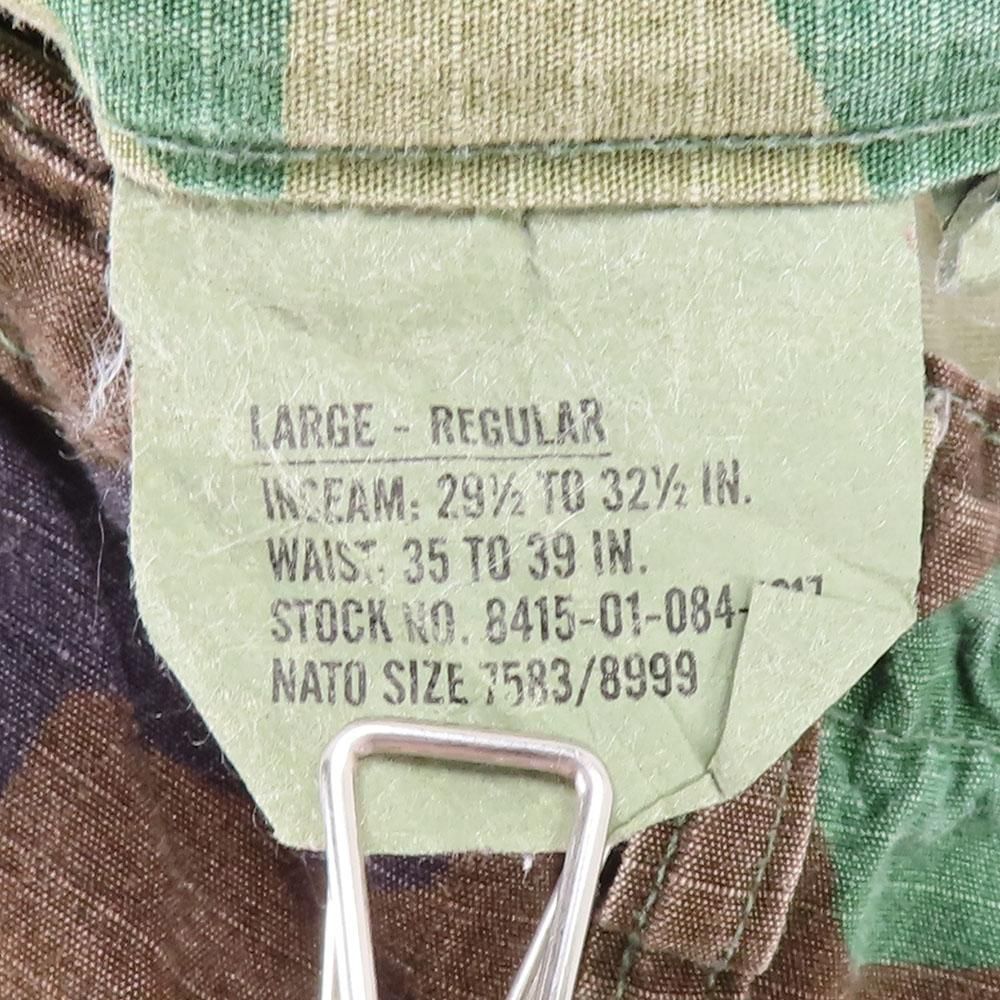 LARGE - REGULAR
INSEAM: 29½ TO 32½ IN.
WAIST: 35 TO 39 IN.
STOCK NO. 8415-01-084-
NATO SIZE 7583/8999